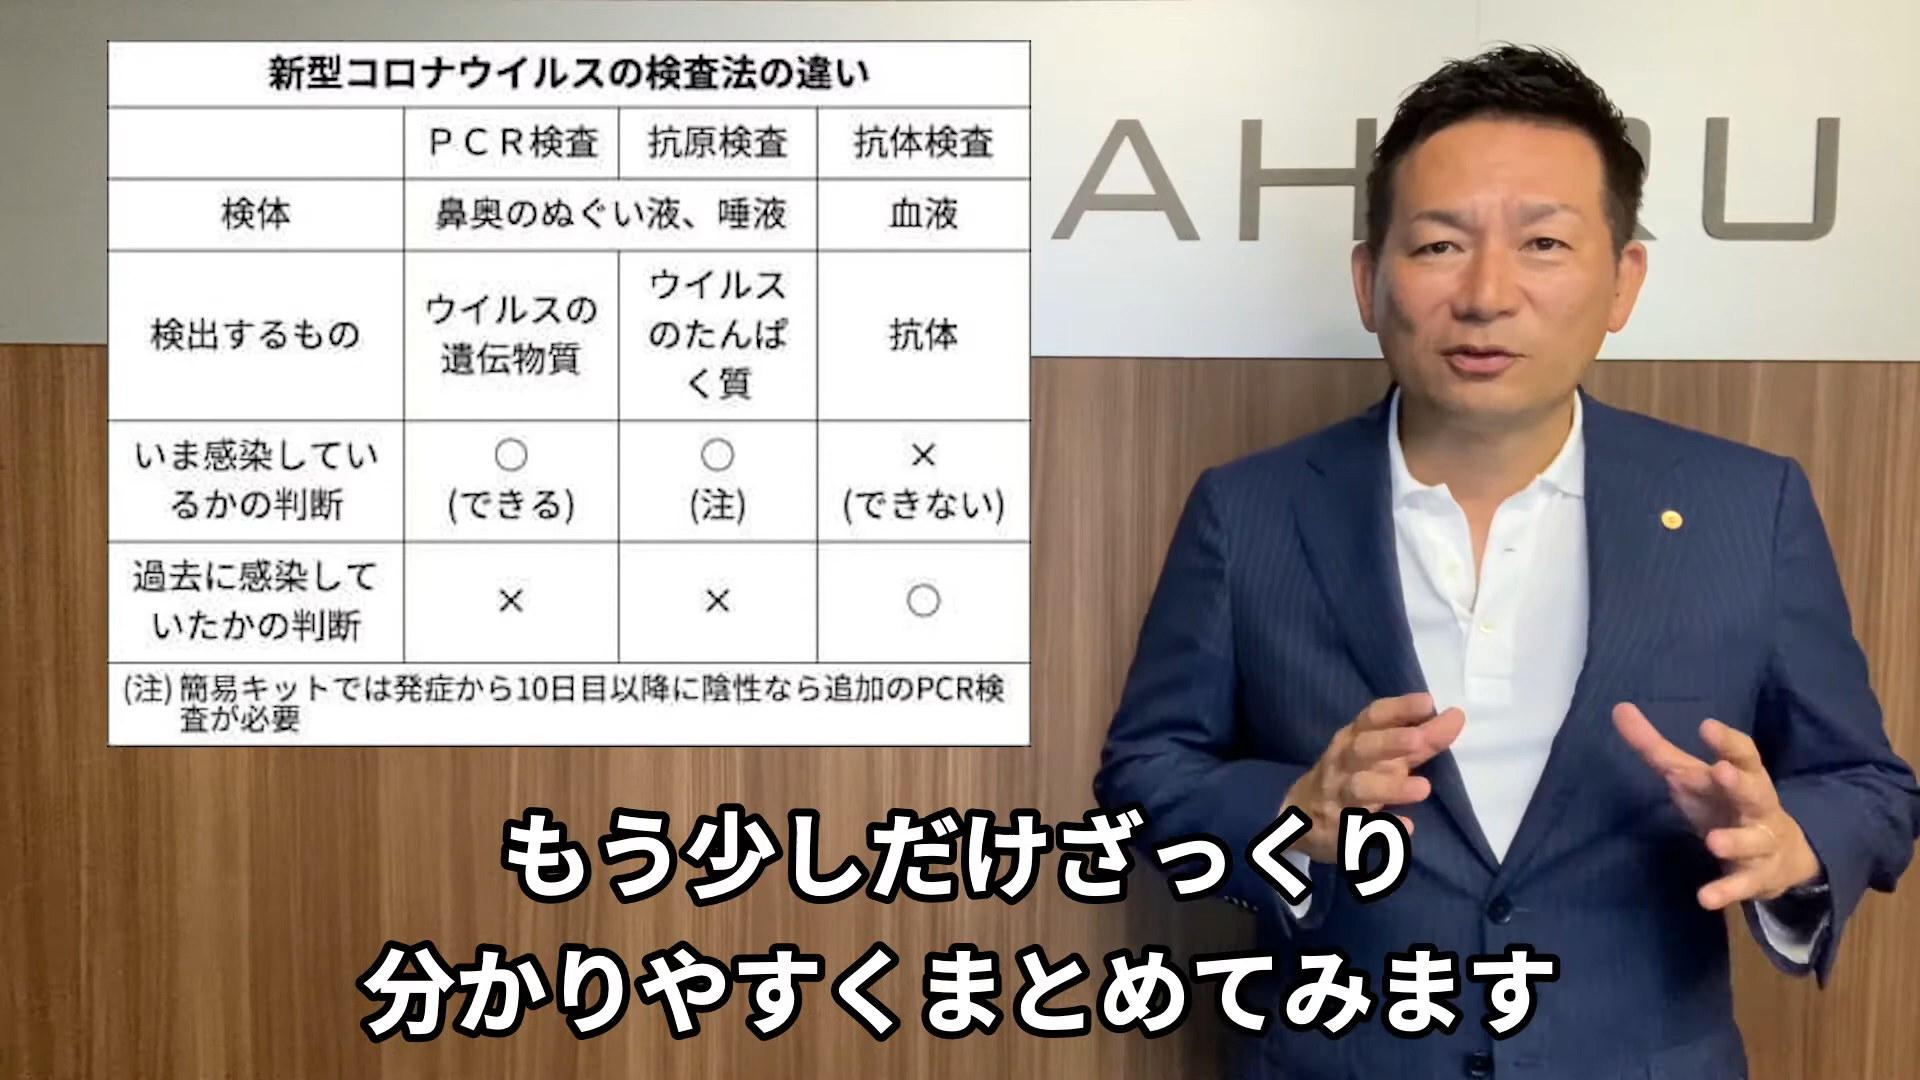 新型コロナウイルスの検査法の違い
ＰＣＲ検査 抗原検査 抗体検査
検体 鼻奥のぬぐい液、唾液 血液
検出するもの ウイルスの遺伝物質 ウイルスのたんぱく質 抗体
いま感染しているかの判断 ○(できる) ○(注) ×(できない)
過去に感染していたかの判断 × × ○
(注) 簡易キットでは発症から10日目以降に陰性なら追加のPCR検
査が必要
AH RU
もう少しだけざっくり
分かりやすくまとめてみます